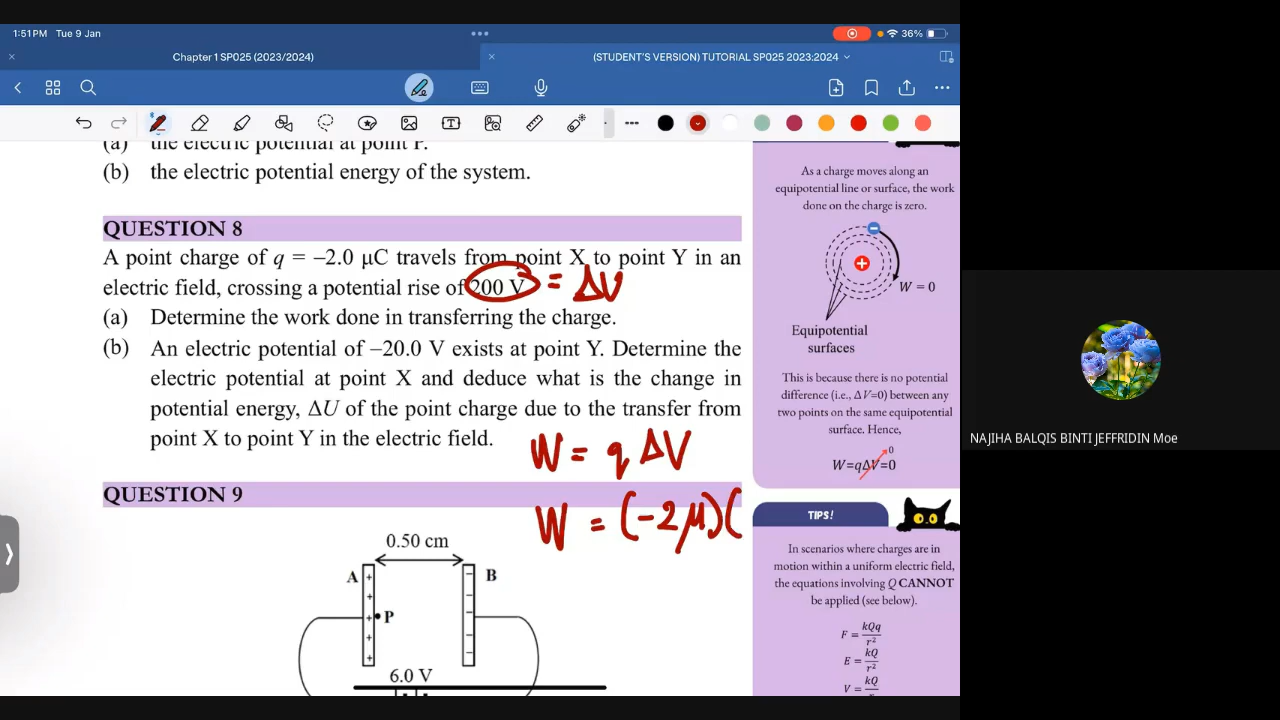 1:51 PM Tue 9 Jan
36%
Chapter 1 SP025 (2023/2024)
(STUDENT'S VERSION) TUTORIAL SP025 2023:2024
(a) the electric potential at point P.
(b) the electric potential energy of the system.
QUESTION 8
A point charge of q = −2.0 μC travels from point X to point Y in an
electric field, crossing a potential rise of 200 V = ΔV
(a) Determine the work done in transferring the charge.
(b) An electric potential of −20.0 V exists at point Y. Determine the
electric potential at point X and deduce what is the change in
potential energy, ΔU of the point charge due to the transfer from
point X to point Y in the electric field.
W = q ΔV
QUESTION 9
W = (-2μ)(
0.50 cm
A
B
P
6.0 V
As a charge moves along an
equipotential line or surface, the work
done on the charge is zero.
W = 0
Equipotential
surfaces
This is because there is no potential
difference (i.e., ΔV=0) between any
two points on the same equipotential
surface. Hence,
0
W=qΔV=0
TIPS!
In scenarios where charges are in
motion within a uniform electric field,
the equations involving Q CANNOT
be applied (see below).
F = kQq/r²
E = kQ/r²
V = kQ/r
NAJIHA BALQIS BINTI JEFFRIDIN Moe